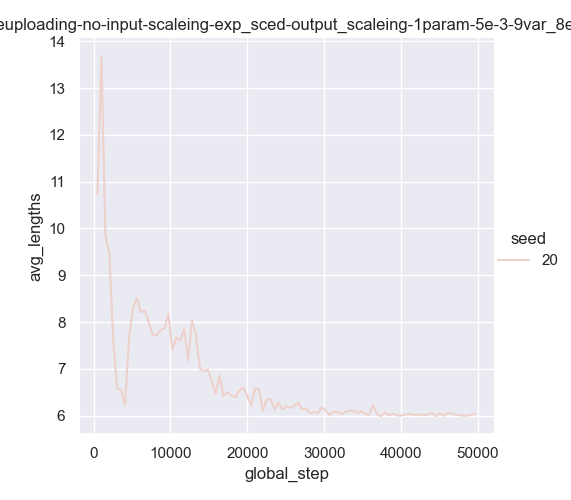 euploading-no-input-scaleing-exp_sced-output_scaleing-1param-5e-3-9var_8e
14
13
12
11
10
9
8
7
6
avg_lengths
0 10000 20000 30000 40000 50000
global_step
seed
20